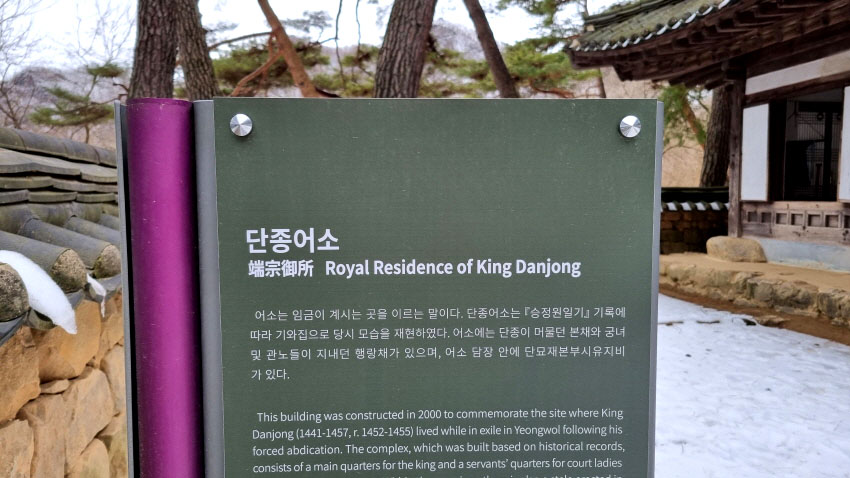 단종어소
端宗御所 Royal Residence of King Danjong
어소는 임금이 계시는 곳을 이르는 말이다. 단종어소는 『승정원일기』 기록에
따라 기와집으로 당시 모습을 재현하였다. 어소에는 단종이 머물던 본채와 궁녀
및 관노들이 지내던 행랑채가 있으며, 어소 담장 안에 단묘재본부시유지비
가 있다.
This building was constructed in 2000 to commemorate the site where King
Danjong (1441-1457, r. 1452-1455) lived while in exile in Yeongwol following his
forced abdication. The complex, which was built based on historical records,
consists of a main quarters for the king and a servants' quarters for court ladies